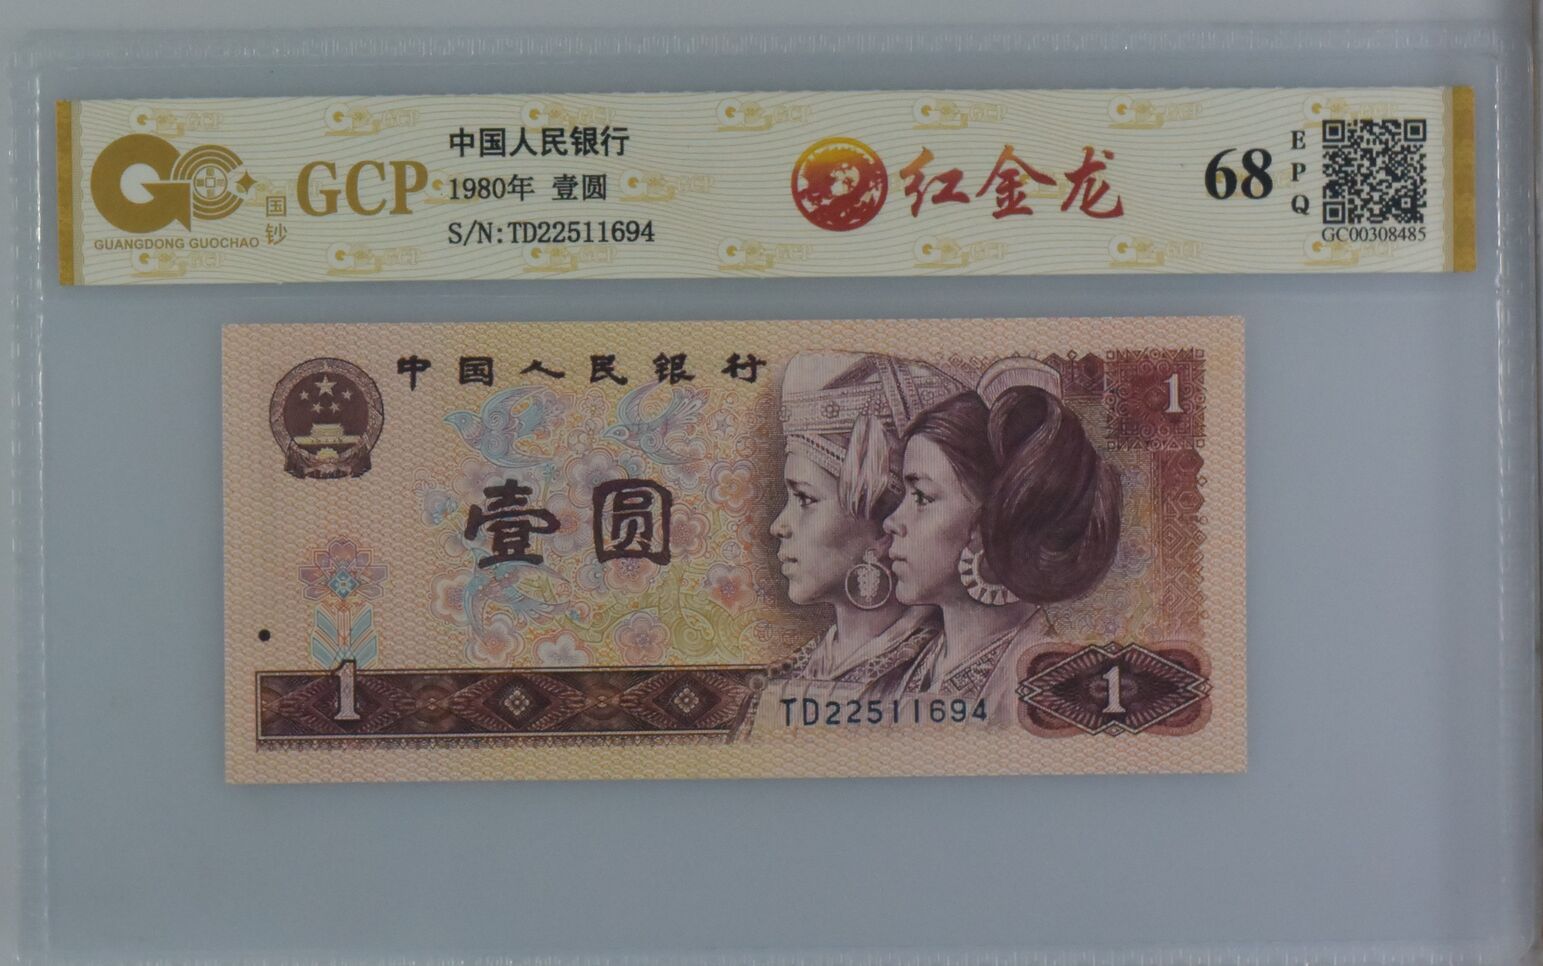 中国人民银行
1980年 壹圆
S/N:TD22511694
GCP
国钞
GUANGDONG GUOCHAO
红金龙
68
EPQ
GC00308485
中国人民银行
1
壹圆
1
TD22511694
1